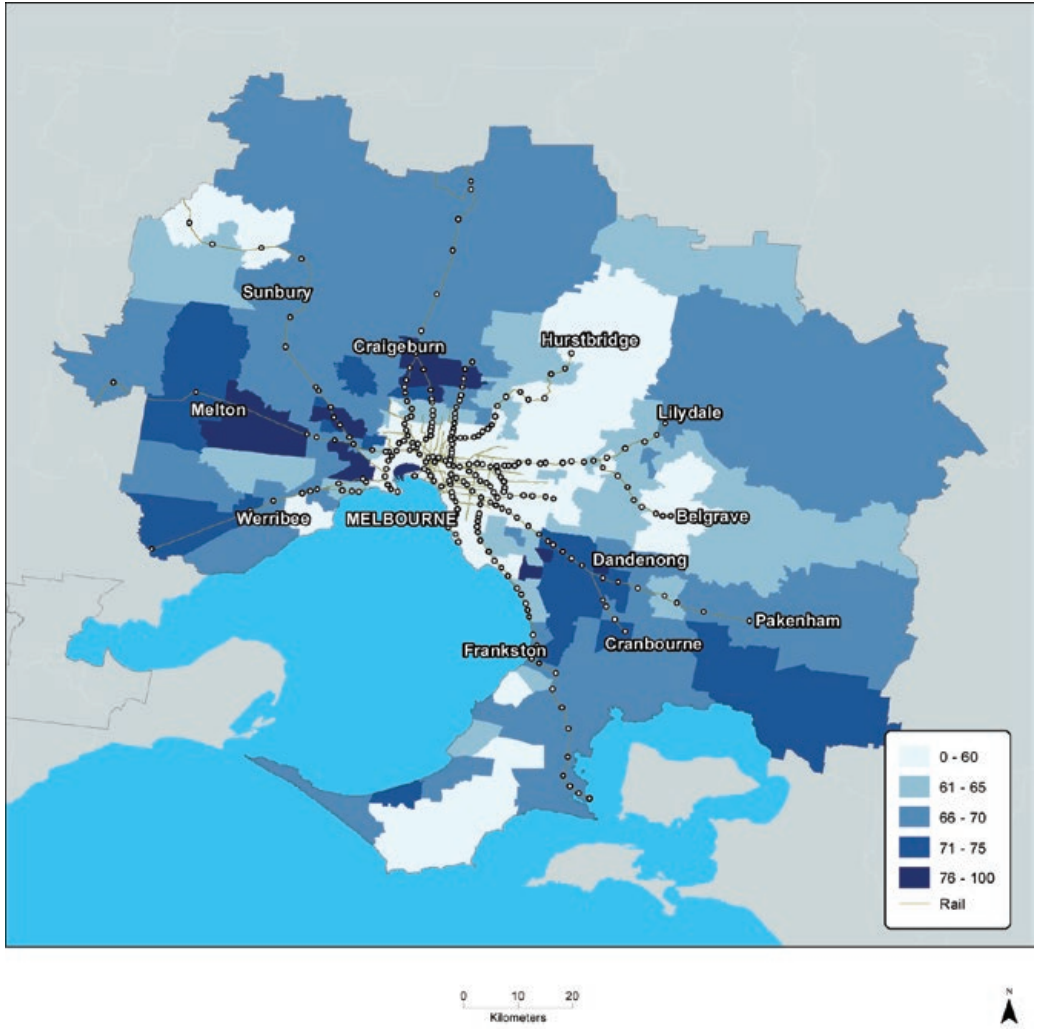 Sunbury
Craigeburn
Hurstbridge
Melton
Lilydale
Werribee
MELBOURNE
Belgrave
Dandenong
Pakenham
Cranbourne
Frankston
0 - 60
61 - 65
66 - 70
71 - 75
76 - 100
Rail
0 10 20
Kilometers
N